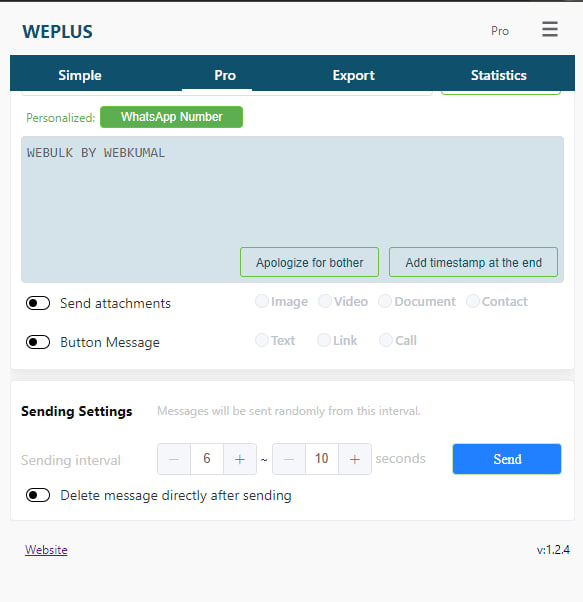 WEPLUS Pro
Simple Pro Export Statistics
Personalized: WhatsApp Number
WEBULK BY WEBKUMAL
Apologize for bother Add timestamp at the end
Send attachments Image Video Document Contact
Button Message Text Link Call
Sending Settings Messages will be sent randomly from this interval.
Sending interval − 6 + ~ − 10 + seconds Send
Delete message directly after sending
Website v:1.2.4